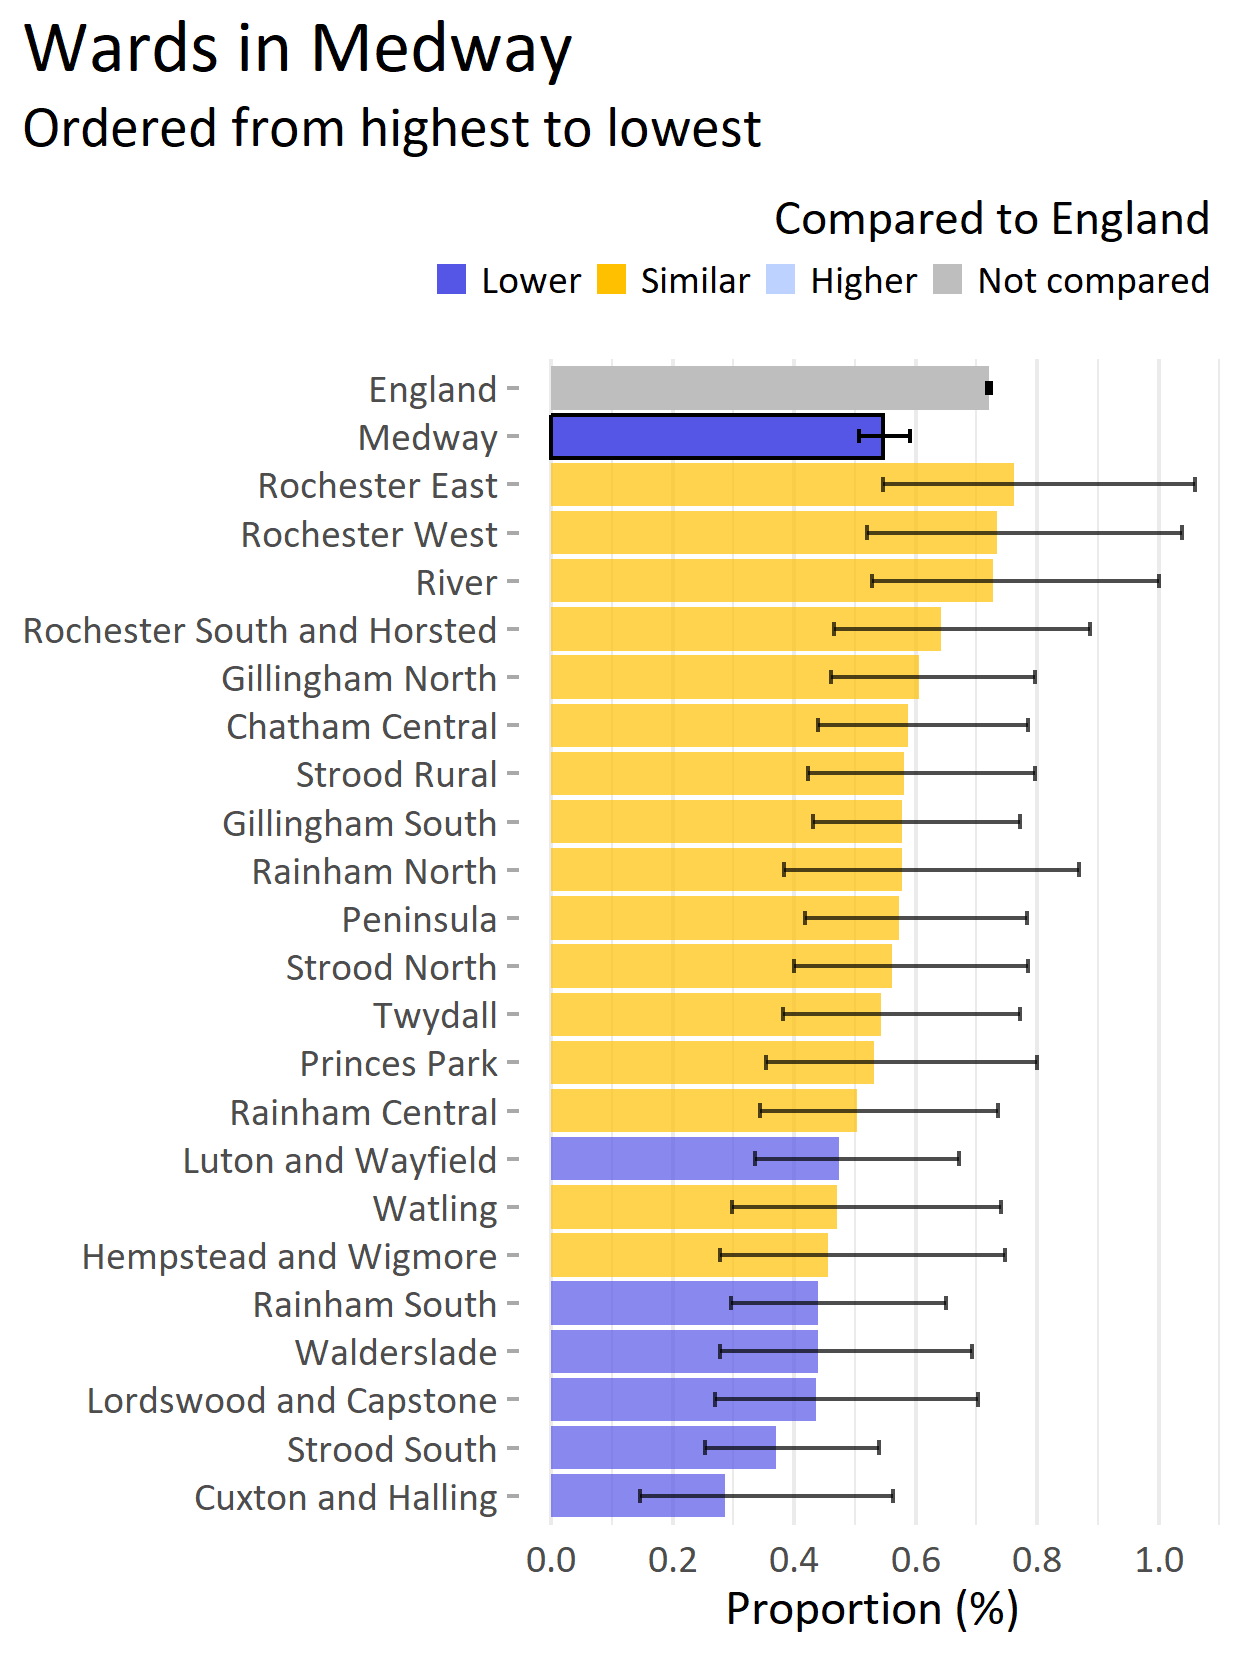 Wards in Medway
Ordered from highest to lowest
Compared to England
Lower Similar Higher Not compared
England
Medway
Rochester East
Rochester West
River
Rochester South and Horsted
Gillingham North
Chatham Central
Strood Rural
Gillingham South
Rainham North
Peninsula
Strood North
Twydall
Princes Park
Rainham Central
Luton and Wayfield
Watling
Hempstead and Wigmore
Rainham South
Walderslade
Lordswood and Capstone
Strood South
Cuxton and Halling
0.0 0.2 0.4 0.6 0.8 1.0
Proportion (%)